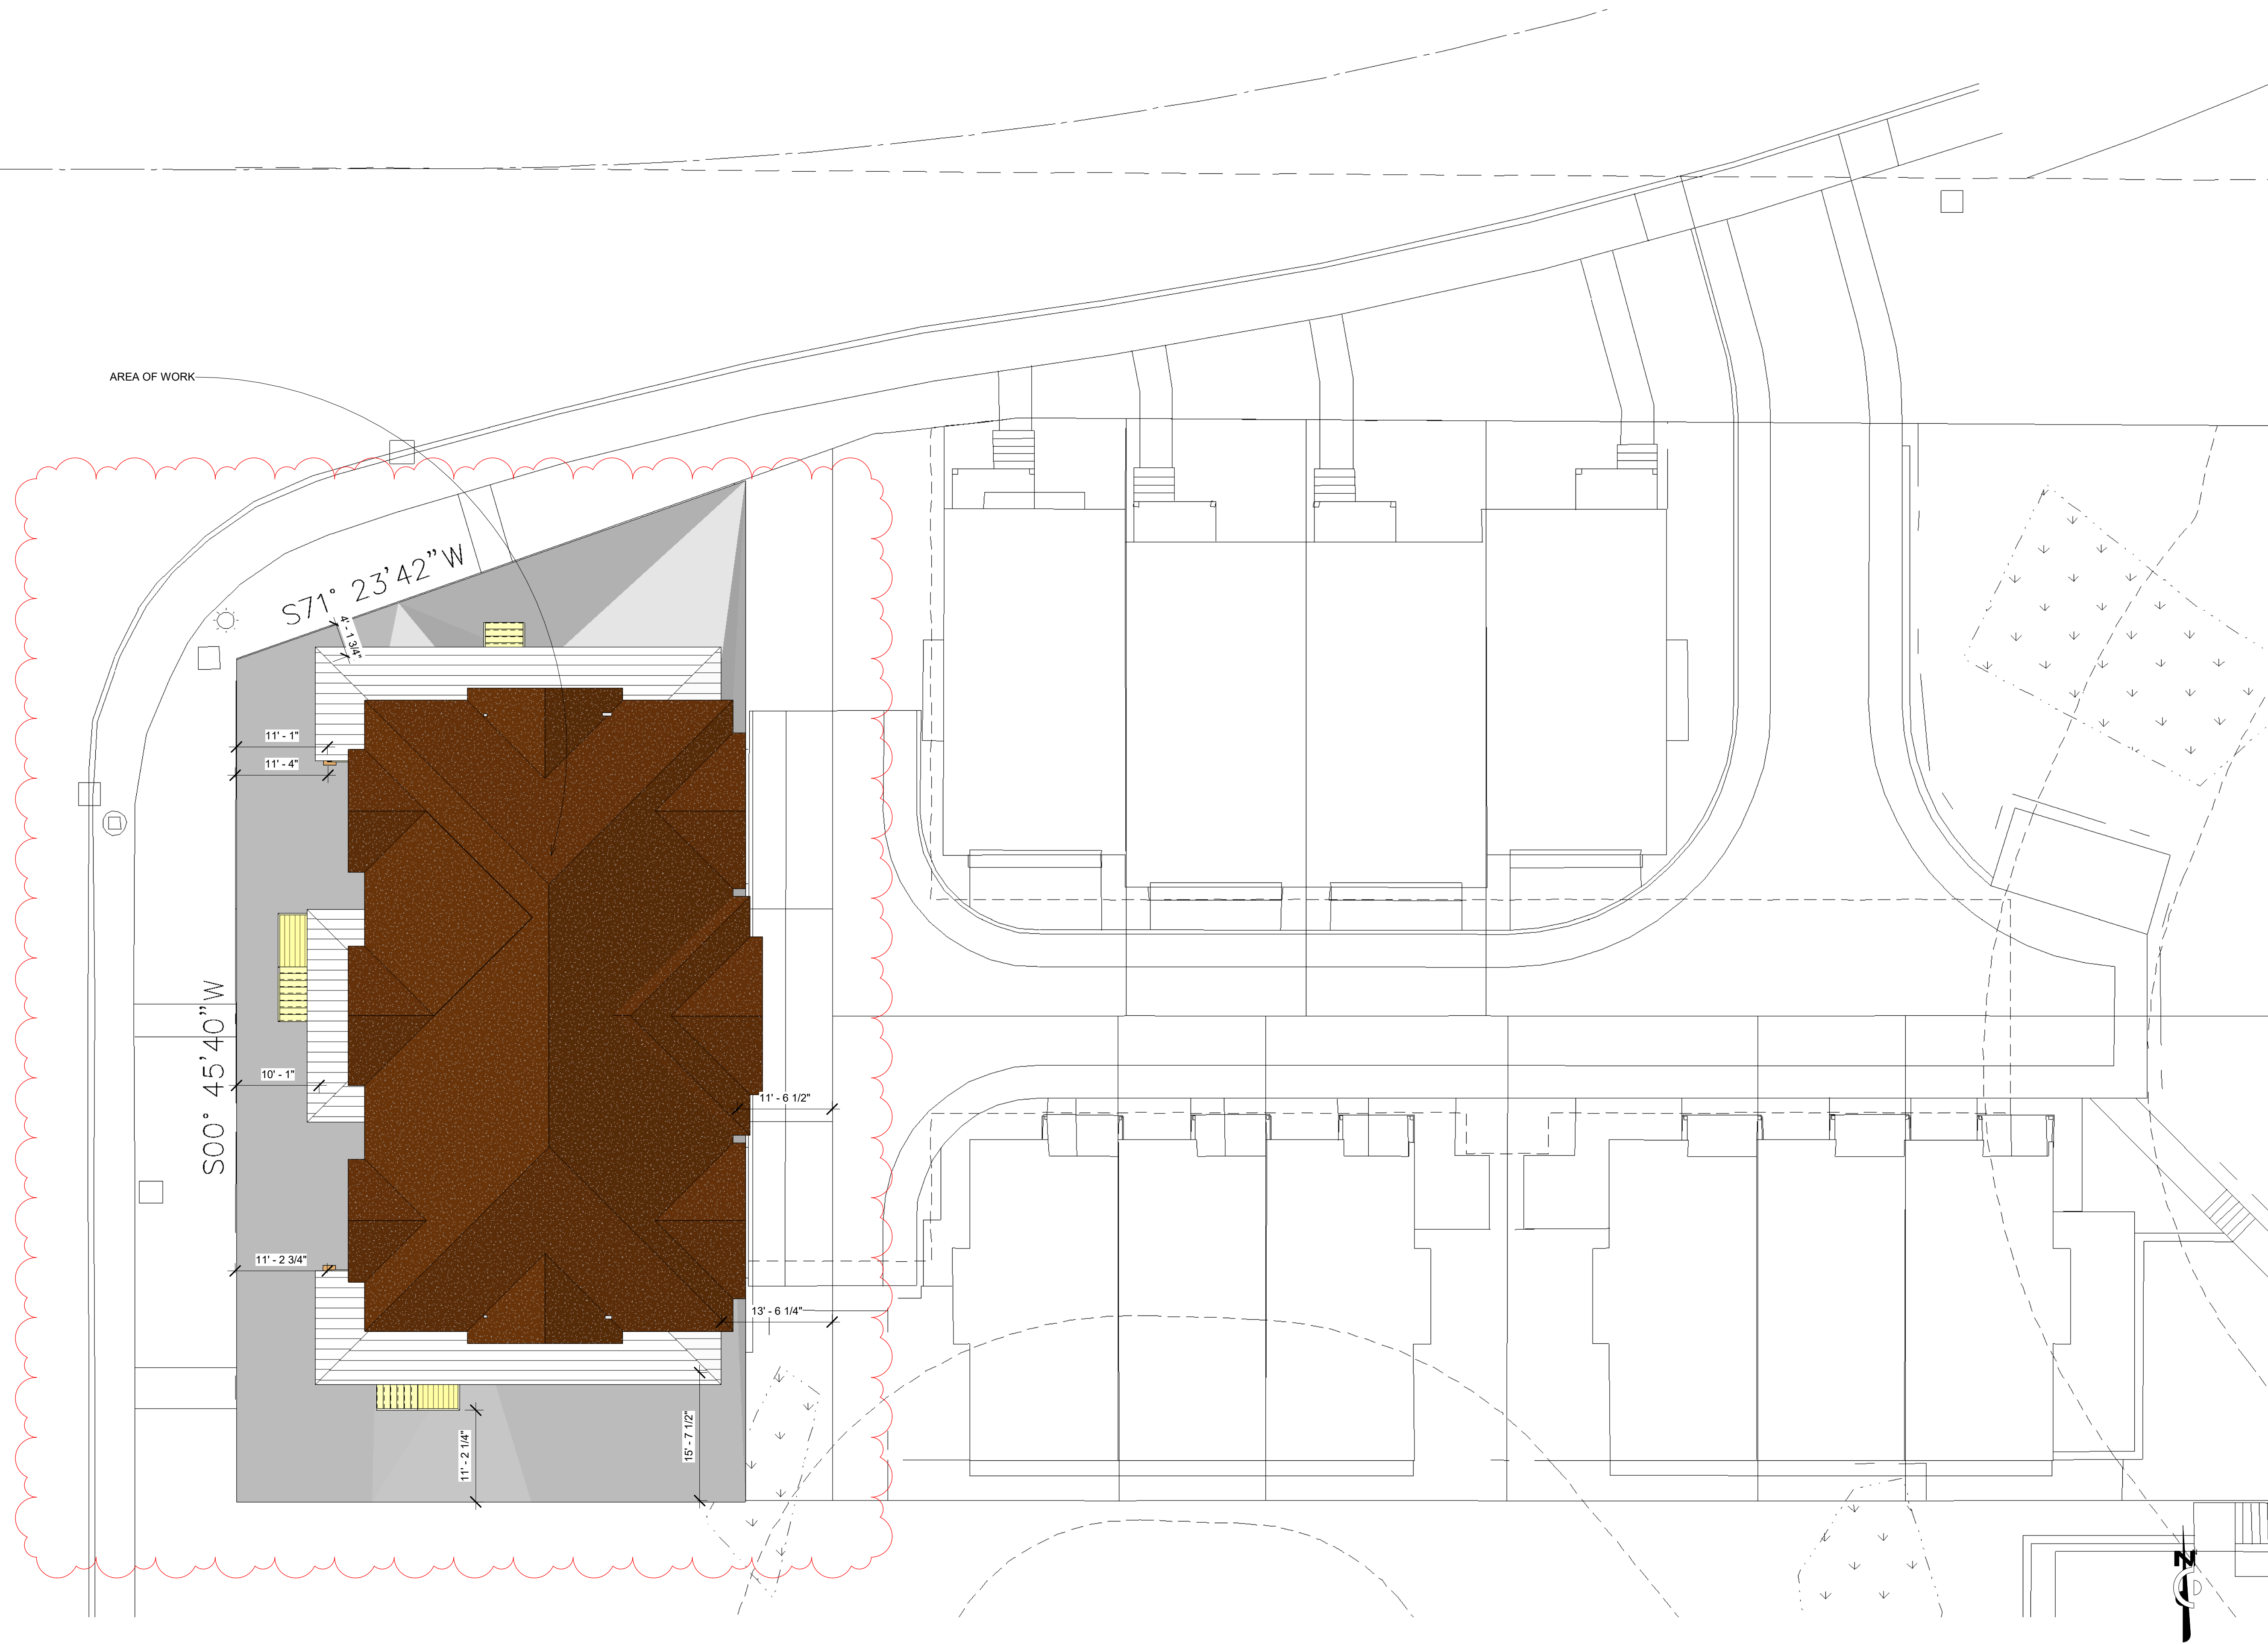 AREA OF WORK
S71° 23'42" W
4' - 1 3/4"
11' - 1"
11' - 4"
S00° 45'40" W
10' - 1"
11' - 6 1/2"
11' - 2 3/4"
13' - 6 1/4"
11' - 2 1/4"
15' - 7 1/2"
N